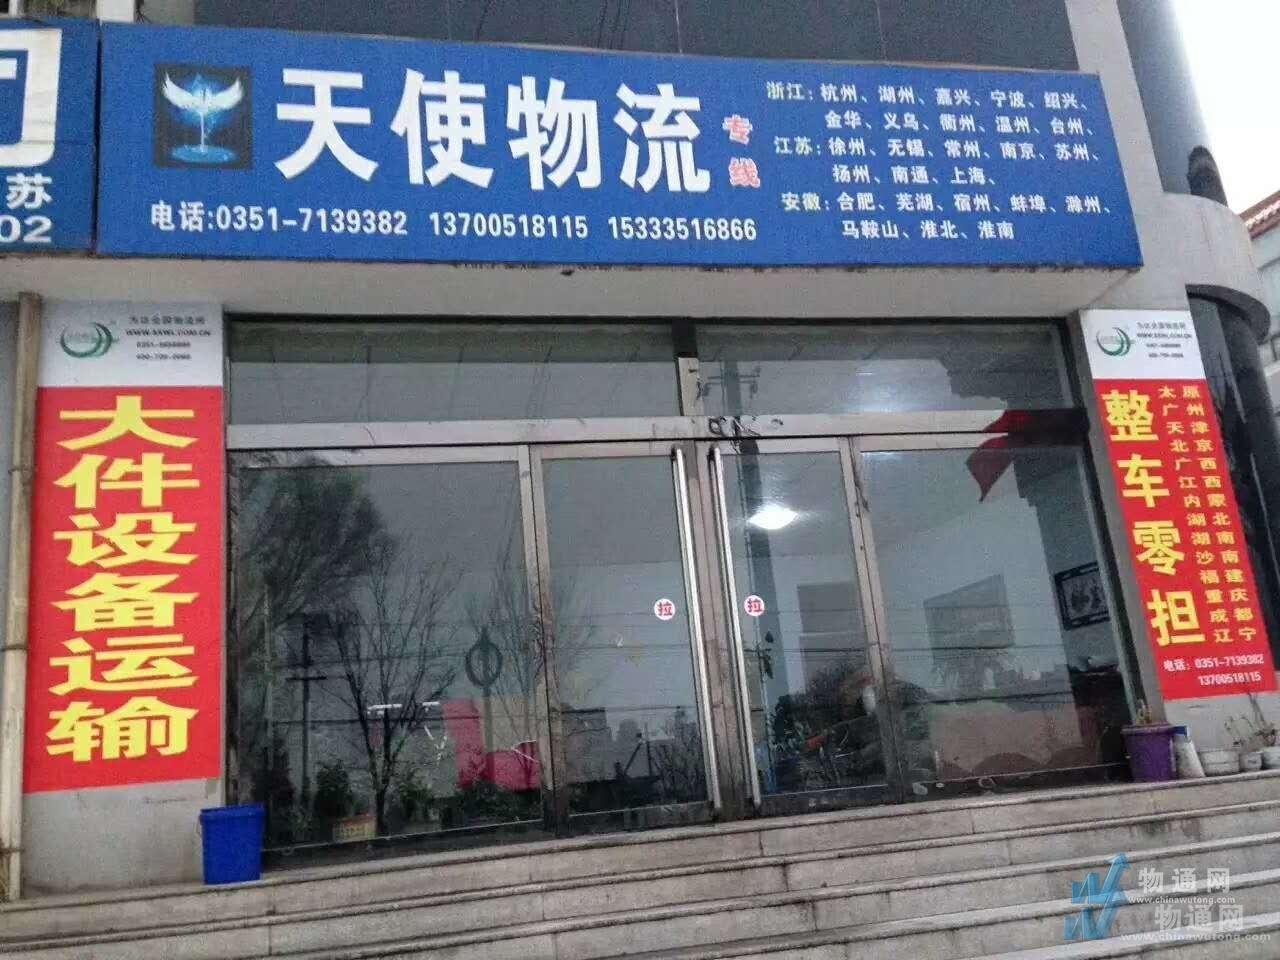 苏
02
天使物流
专线
电话:0351-7139382 13700518115 15333516866
浙江:杭州、湖州、嘉兴、宁波、绍兴、
金华、义乌、衢州、温州、台州、
江苏:徐州、无锡、常州、南京、苏州、
扬州、南通、上海、
安徽:合肥、芜湖、宿州、蚌埠、滁州、
马鞍山、淮北、淮南
大件设备运输
拉
拉
整车零担
太原
广州
天津
北京
广西
江西
内蒙
湖北
湖南
沙南
福建
重庆
成都
辽宁
电话:0351-7139382
13700518115
物通网
www.chinawutong.com
物通网
www.chinawutong.com